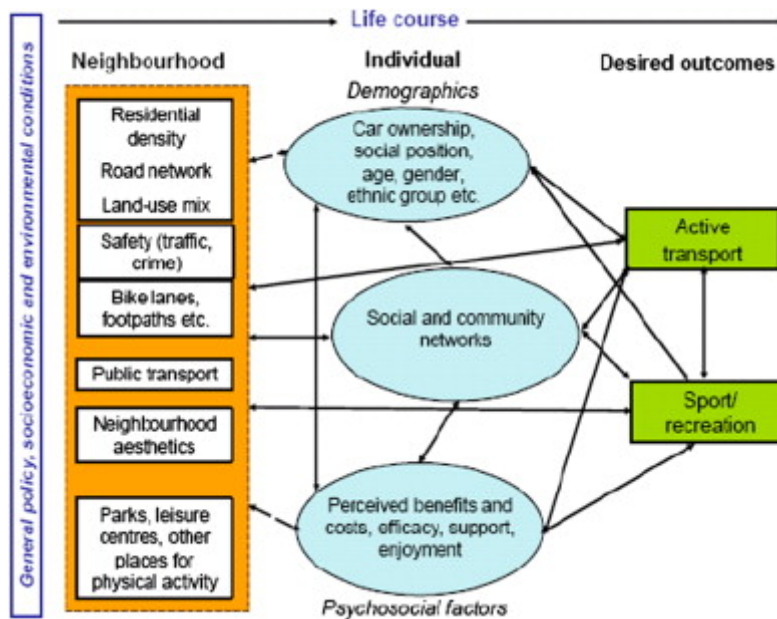 Life course
General policy, socioeconomic and environmental conditions
Neighbourhood
Residential
density
Road network
Land-use mix
Safety (traffic,
crime)
Bike lanes,
footpaths etc.
Public transport
Neighbourhood
aesthetics
Parks, leisure
centres, other
places for
physical activity
Individual
Demographics
Car ownership,
social position,
age, gender,
ethnic group etc.
Social and community
networks
Perceived benefits and
costs, efficacy, support,
enjoyment
Psychosocial factors
Desired outcomes
Active
transport
Sport/
recreation